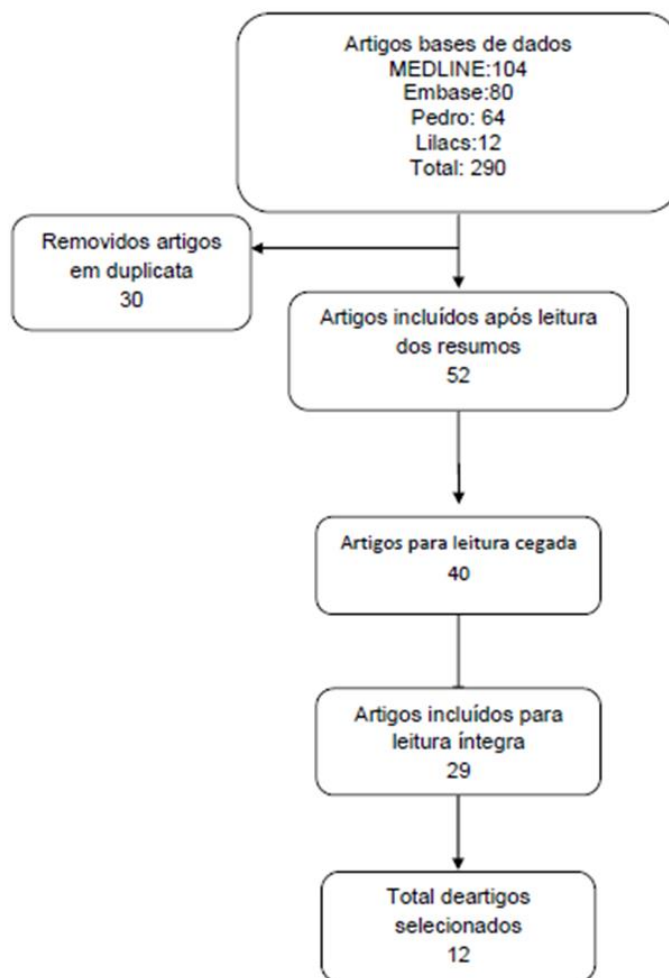 Artigos bases de dados
MEDLINE:104
Embase:80
Pedro: 64
Lilacs:12
Total: 290
Removidos artigos
em duplicata
30
Artigos incluídos após leitura
dos resumos
52
Artigos para leitura cegada
40
Artigos incluídos para
leitura íntegra
29
Total deartigos
selecionados
12